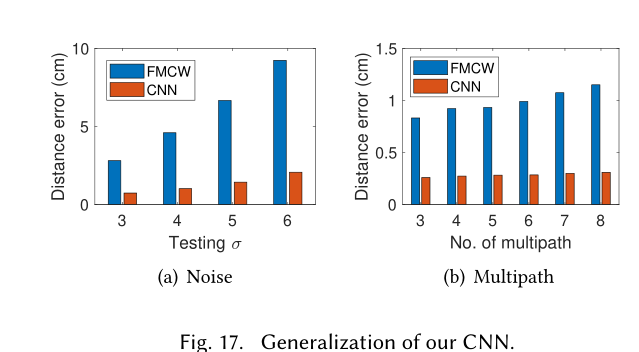 10
5
0
Distance error (cm)
FMCW
CNN
3 4 5 6
Testing σ
(a) Noise
1.5
1
0.5
0
Distance error (cm)
FMCW
CNN
3 4 5 6 7 8
No. of multipath
(b) Multipath
Fig. 17. Generalization of our CNN.